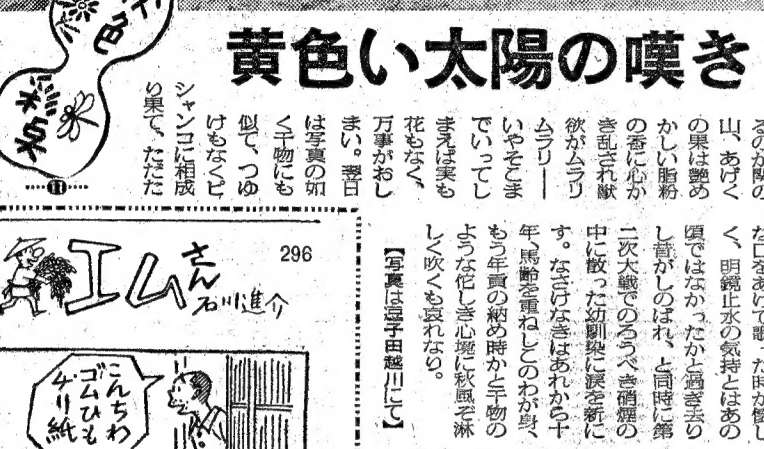 黄色い太陽の嘆き
るのが関の
山、あげく
の果は艶め
かしい脂粉
の香に心か
き乱され獣
欲がムラリ
ムラリ――
いやそこま
でいってし
まえば実も
花もなく、
万事がおし
まい。翌日
は写真の如
く干物にも
似て、つゆ
けもなくピ
シャンコに相成
り果て、ただた
な口をあけて歌った時が懐し
く、明鏡止水の気持とはあの
頃ではなかったかと過ぎ去り
し昔がしのばれ、と同時に第
二次大戦でのろうべき硝煙の
中に散った幼馴染に涙を新に
す。なさけなきはあれから十
年、馬齢を重ねしこのわが身、
もう年貢の納め時かと干物の
ような佗しき心境に秋風ぞ淋
しく吹くも哀れなり。
【写真は逗子田越川にて】
色
11
エムさん
石川進介
296
こんちわ
ゴムひも
チリ紙